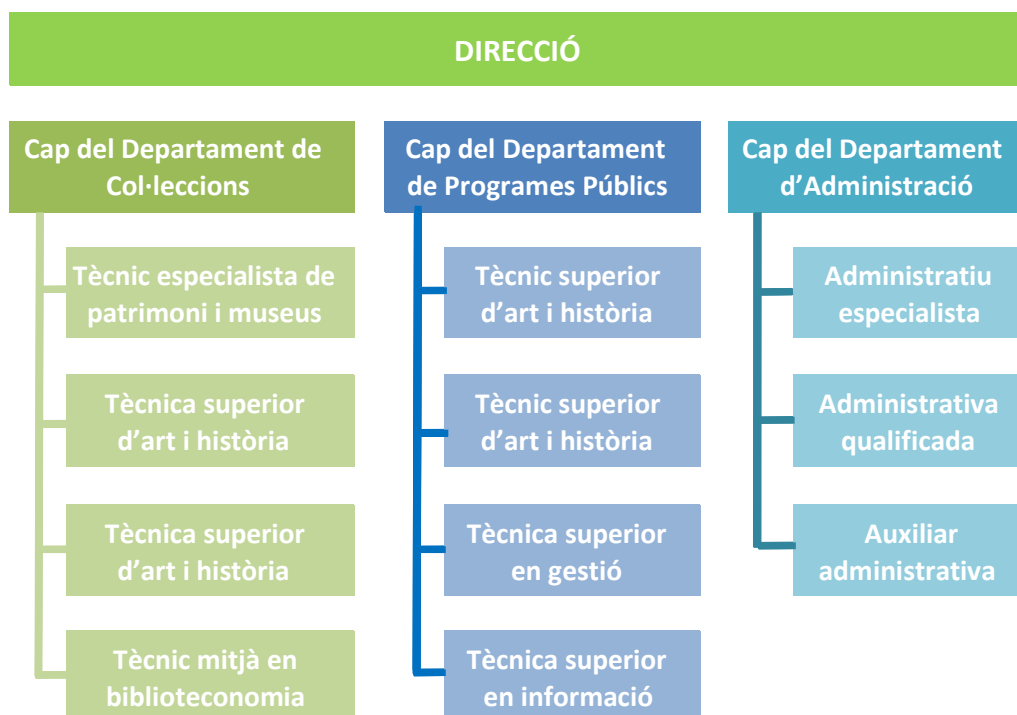 DIRECCIÓ
Cap del Departament de
Col·leccions
Tècnic especialista de
patrimoni i museus
Tècnica superior
d’art i història
Tècnica superior
d’art i història
Tècnic mitjà en
biblioteconomia
Cap del Departament
de Programes Públics
Tècnic superior
d’art i història
Tècnic superior
d’art i història
Tècnica superior
en gestió
Tècnica superior
en informació
Cap del Departament
d’Administració
Administratiu
especialista
Administrativa
qualificada
Auxiliar
administrativa